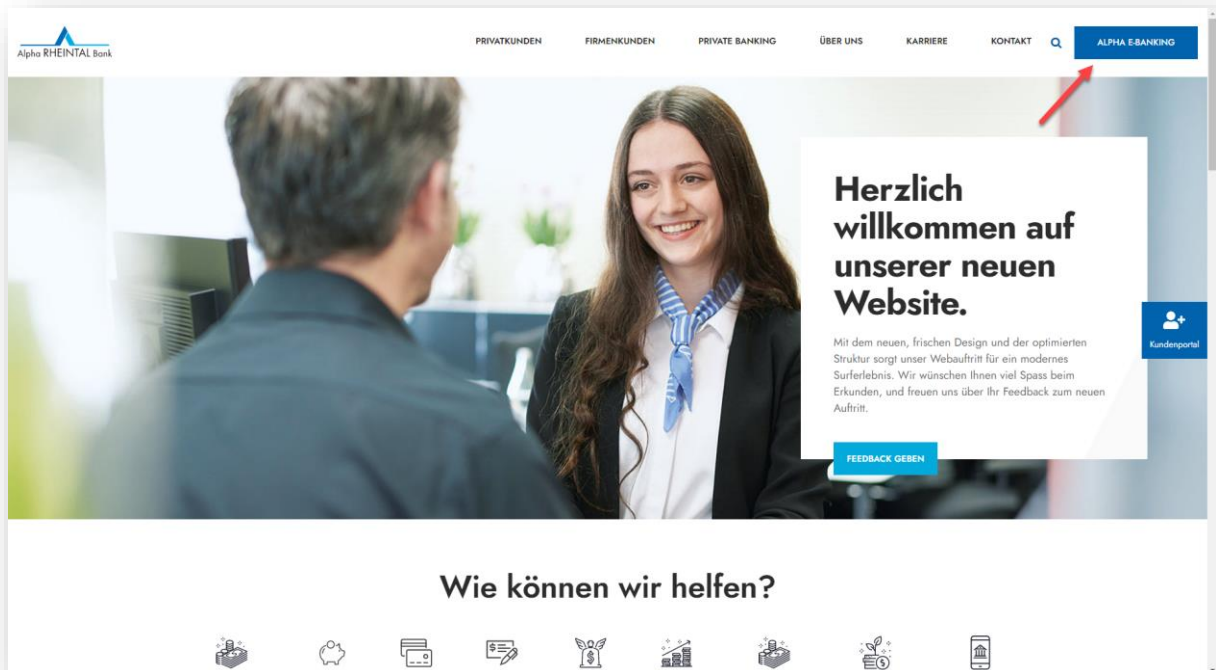 Alpha RHEINTAL Bank
PRIVATKUNDEN FIRMENKUNDEN PRIVATE BANKING ÜBER UNS KARRIERE KONTAKT ALPHA E-BANKING
Herzlich
willkommen auf
unserer neuen
Website.
Mit dem neuen, frischen Design und der optimierten
Struktur sorgt unser Webauftritt für ein modernes
Surferlebnis. Wir wünschen Ihnen viel Spass beim
Erkunden, und freuen uns über Ihr Feedback zum neuen
Auftritt.
FEEDBACK GEBEN
Kundenportal
Wie können wir helfen?